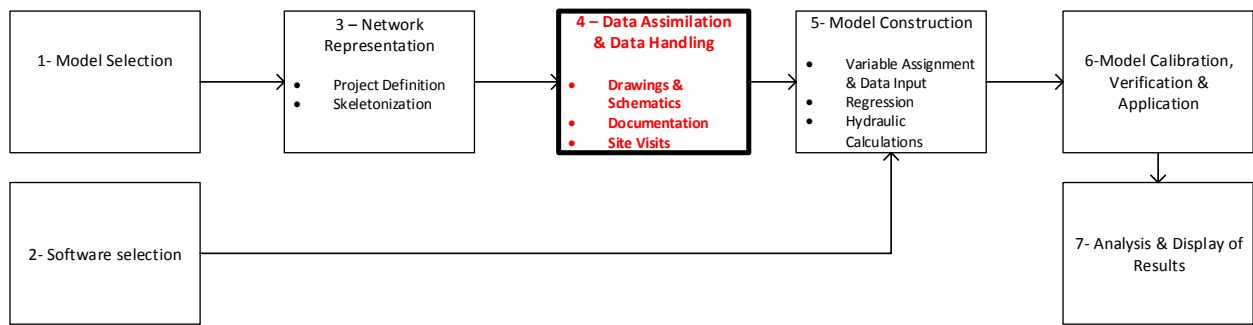 1- Model Selection
3 – Network
Representation
• Project Definition
• Skeletonization
4 – Data Assimilation
& Data Handling
• Drawings &
Schematics
• Documentation
• Site Visits
5- Model Construction
• Variable Assignment
& Data Input
• Regression
• Hydraulic
Calculations
6-Model Calibration,
Verification &
Application
2- Software selection
7- Analysis & Display of
Results